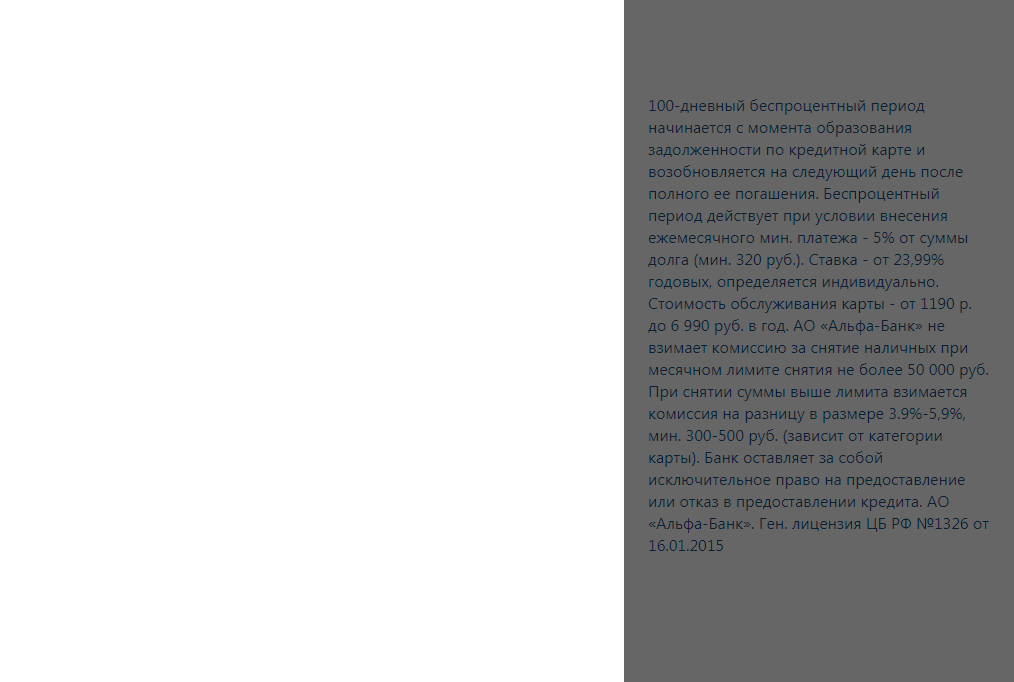 100-дневный беспроцентный период
начинается с момента образования
задолженности по кредитной карте и
возобновляется на следующий день после
полного ее погашения. Беспроцентный
период действует при условии внесения
ежемесячного мин. платежа - 5% от суммы
долга (мин. 320 руб.). Ставка - от 23,99%
годовых, определяется индивидуально.
Стоимость обслуживания карты - от 1190 р.
до 6 990 руб. в год. АО «Альфа-Банк» не
взимает комиссию за снятие наличных при
месячном лимите снятия не более 50 000 руб.
При снятии суммы выше лимита взимается
комиссия на разницу в размере 3.9%-5,9%,
мин. 300-500 руб. (зависит от категории
карты). Банк оставляет за собой
исключительное право на предоставление
или отказ в предоставлении кредита. АО
«Альфа-Банк». Ген. лицензия ЦБ РФ №1326 от
16.01.2015